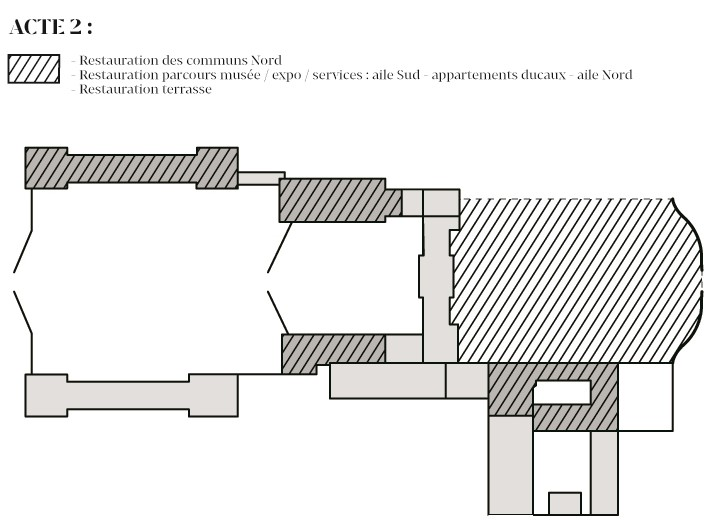 ACTE 2 :
- Restauration des communs Nord
- Restauration parcours musée / expo / services : aile Sud - appartements ducaux - aile Nord
- Restauration terrasse